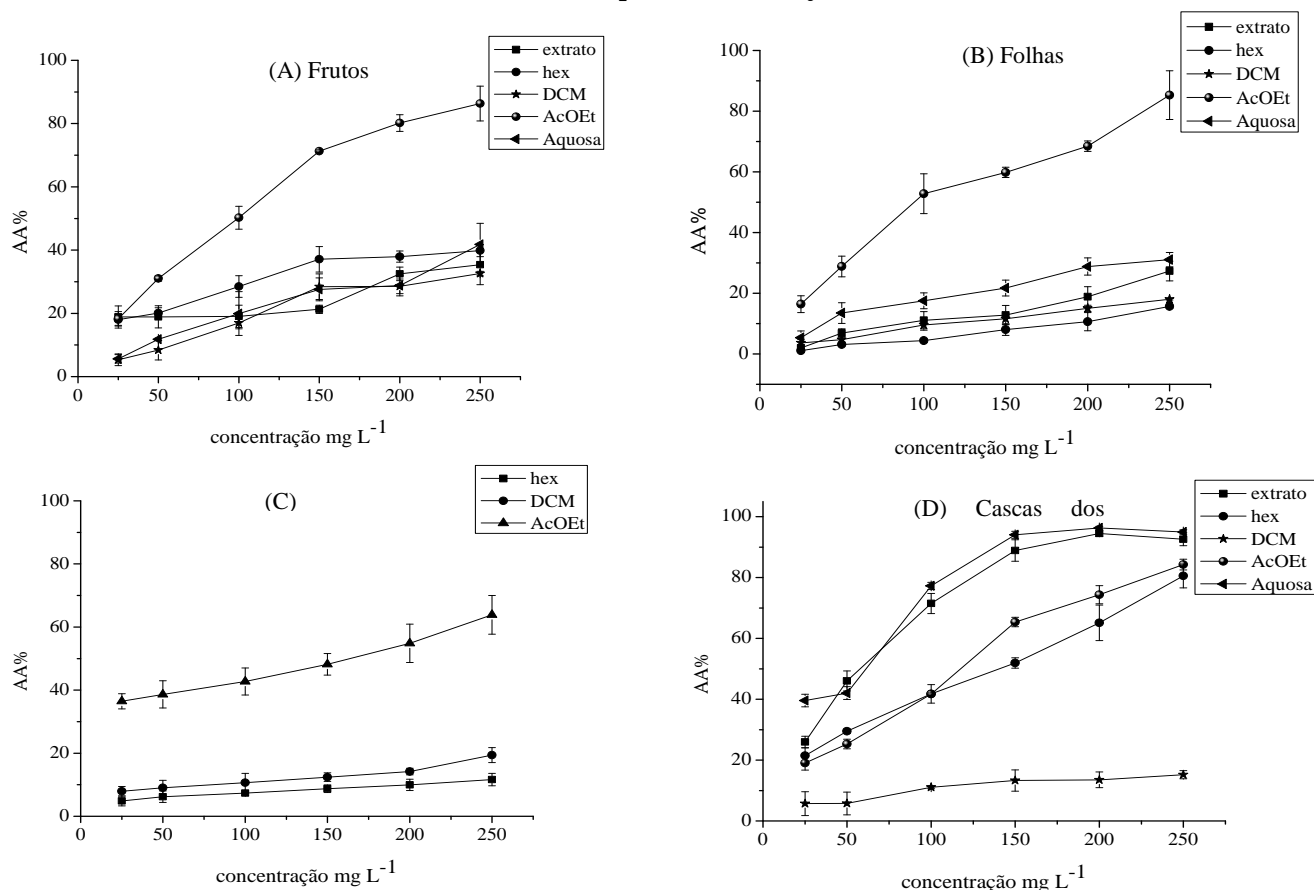 (A) Frutos
extrato
hex
DCM
AcOEt
Aquosa
AA%
100
80
60
40
20
0
0 50 100 150 200 250
concentração mg L-1
(B) Folhas
extrato
hex
DCM
AcOEt
Aquosa
AA%
100
80
60
40
20
0
0 50 100 150 200 250
concentração mg L-1
(C)
hex
DCM
AcOEt
AA%
100
80
60
40
20
0
0 50 100 150 200 250
concentração mg L-1
(D) Cascas dos
extrato
hex
DCM
AcOEt
Aquosa
AA%
100
80
60
40
20
0
0 50 100 150 200 250
concentração mg L-1